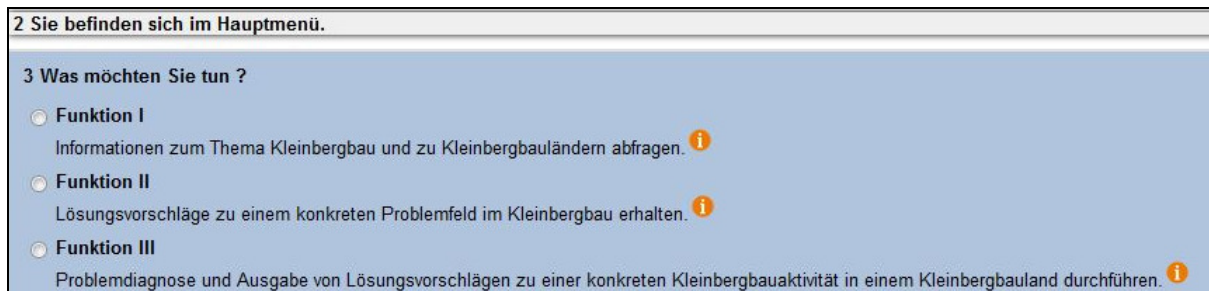 2 Sie befinden sich im Hauptmenü.
3 Was möchten Sie tun ?
Funktion I
Informationen zum Thema Kleinbergbau und zu Kleinbergbauländern abfragen.
Funktion II
Lösungsvorschläge zu einem konkreten Problemfeld im Kleinbergbau erhalten.
Funktion III
Problemdiagnose und Ausgabe von Lösungsvorschlägen zu einer konkreten Kleinbergbauaktivität in einem Kleinbergbauland durchführen.